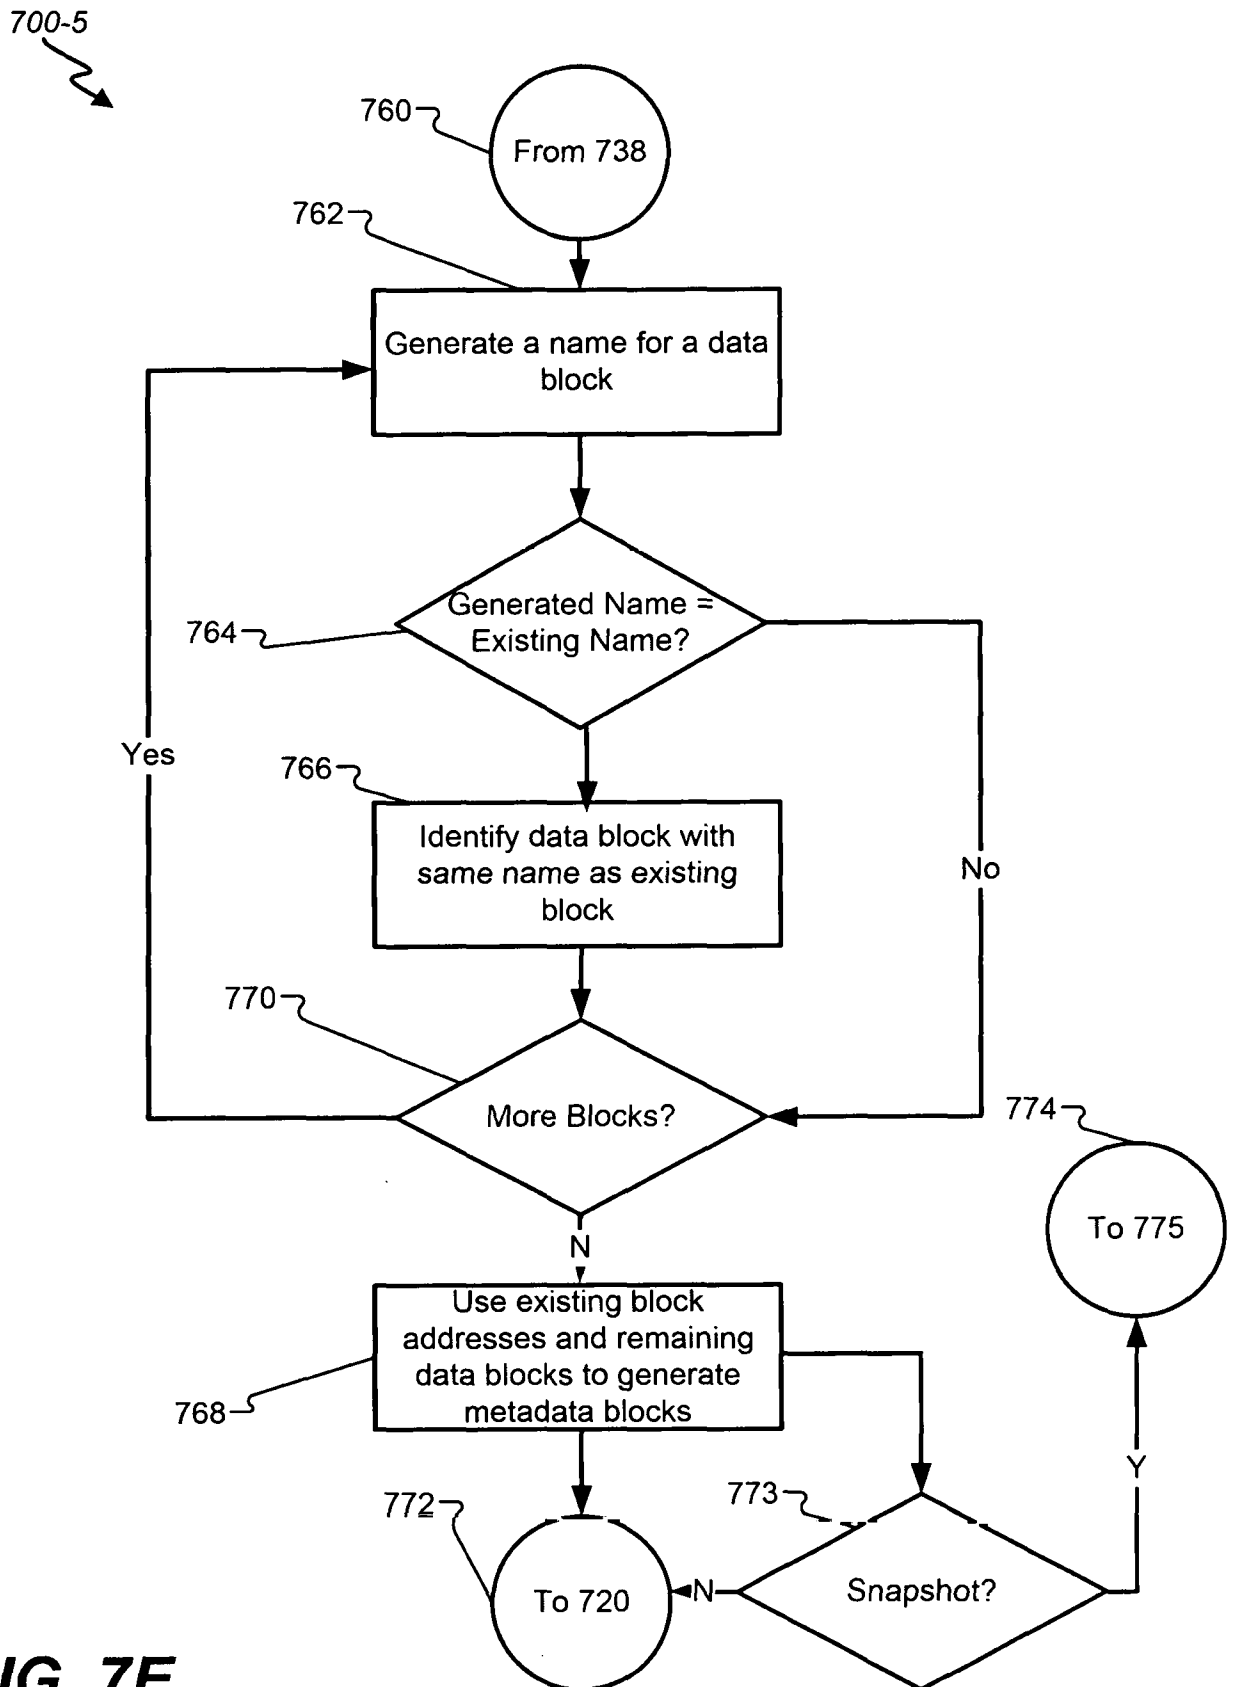 700-5
760
From 738
762
Generate a name for a data
block
764
Generated Name =
Existing Name?
Yes
766
Identify data block with
same name as existing
block
No
770
More Blocks?
774
To 775
N
Use existing block
addresses and remaining
data blocks to generate
metadata blocks
768
Y
772
773
To 720
N
Snapshot?